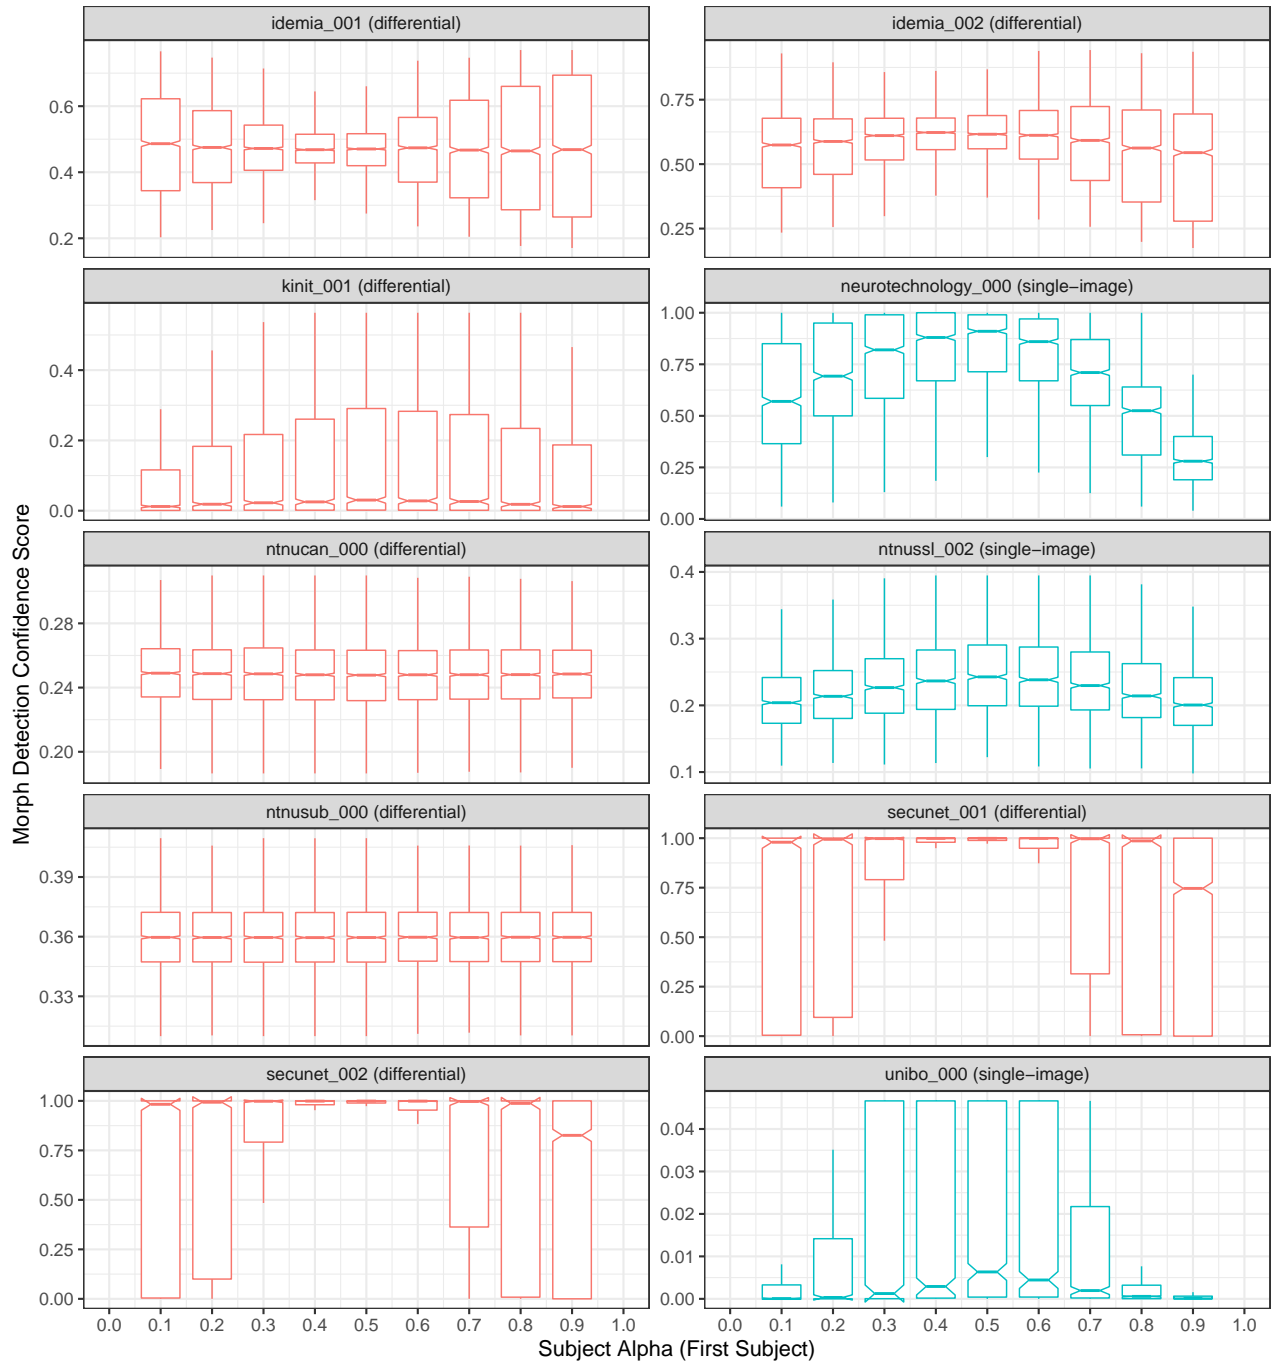 idemia_001 (differential)
idemia_002 (differential)
0.6
0.4
0.2
0.75
0.50
0.25
kinit_001 (differential)
neurotechnology_000 (single−image)
0.4
0.2
0.0
1.00
0.75
0.50
0.25
0.00
ntnucan_000 (differential)
ntnussl_002 (single−image)
0.28
0.24
0.20
0.4
0.3
0.2
0.1
ntnusub_000 (differential)
secunet_001 (differential)
0.39
0.36
0.33
1.00
0.75
0.50
0.25
0.00
secunet_002 (differential)
unibo_000 (single−image)
1.00
0.75
0.50
0.25
0.00
0.04
0.03
0.02
0.01
0.00
0.0 0.1 0.2 0.3 0.4 0.5 0.6 0.7 0.8 0.9 1.0
0.0 0.1 0.2 0.3 0.4 0.5 0.6 0.7 0.8 0.9 1.0
Subject Alpha (First Subject)
Morph Detection Confidence Score